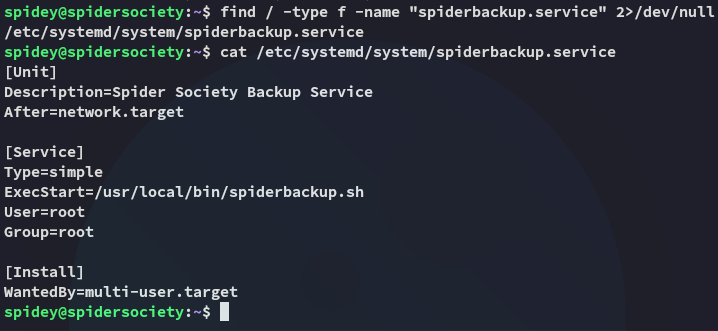 spidey@spidersociety:~$ find / -type f -name "spiderbackup.service" 2>/dev/null
/etc/systemd/system/spiderbackup.service
spidey@spidersociety:~$ cat /etc/systemd/system/spiderbackup.service
[Unit]
Description=Spider Society Backup Service
After=network.target

[Service]
Type=simple
ExecStart=/usr/local/bin/spiderbackup.sh
User=root
Group=root

[Install]
WantedBy=multi-user.target
spidey@spidersociety:~$